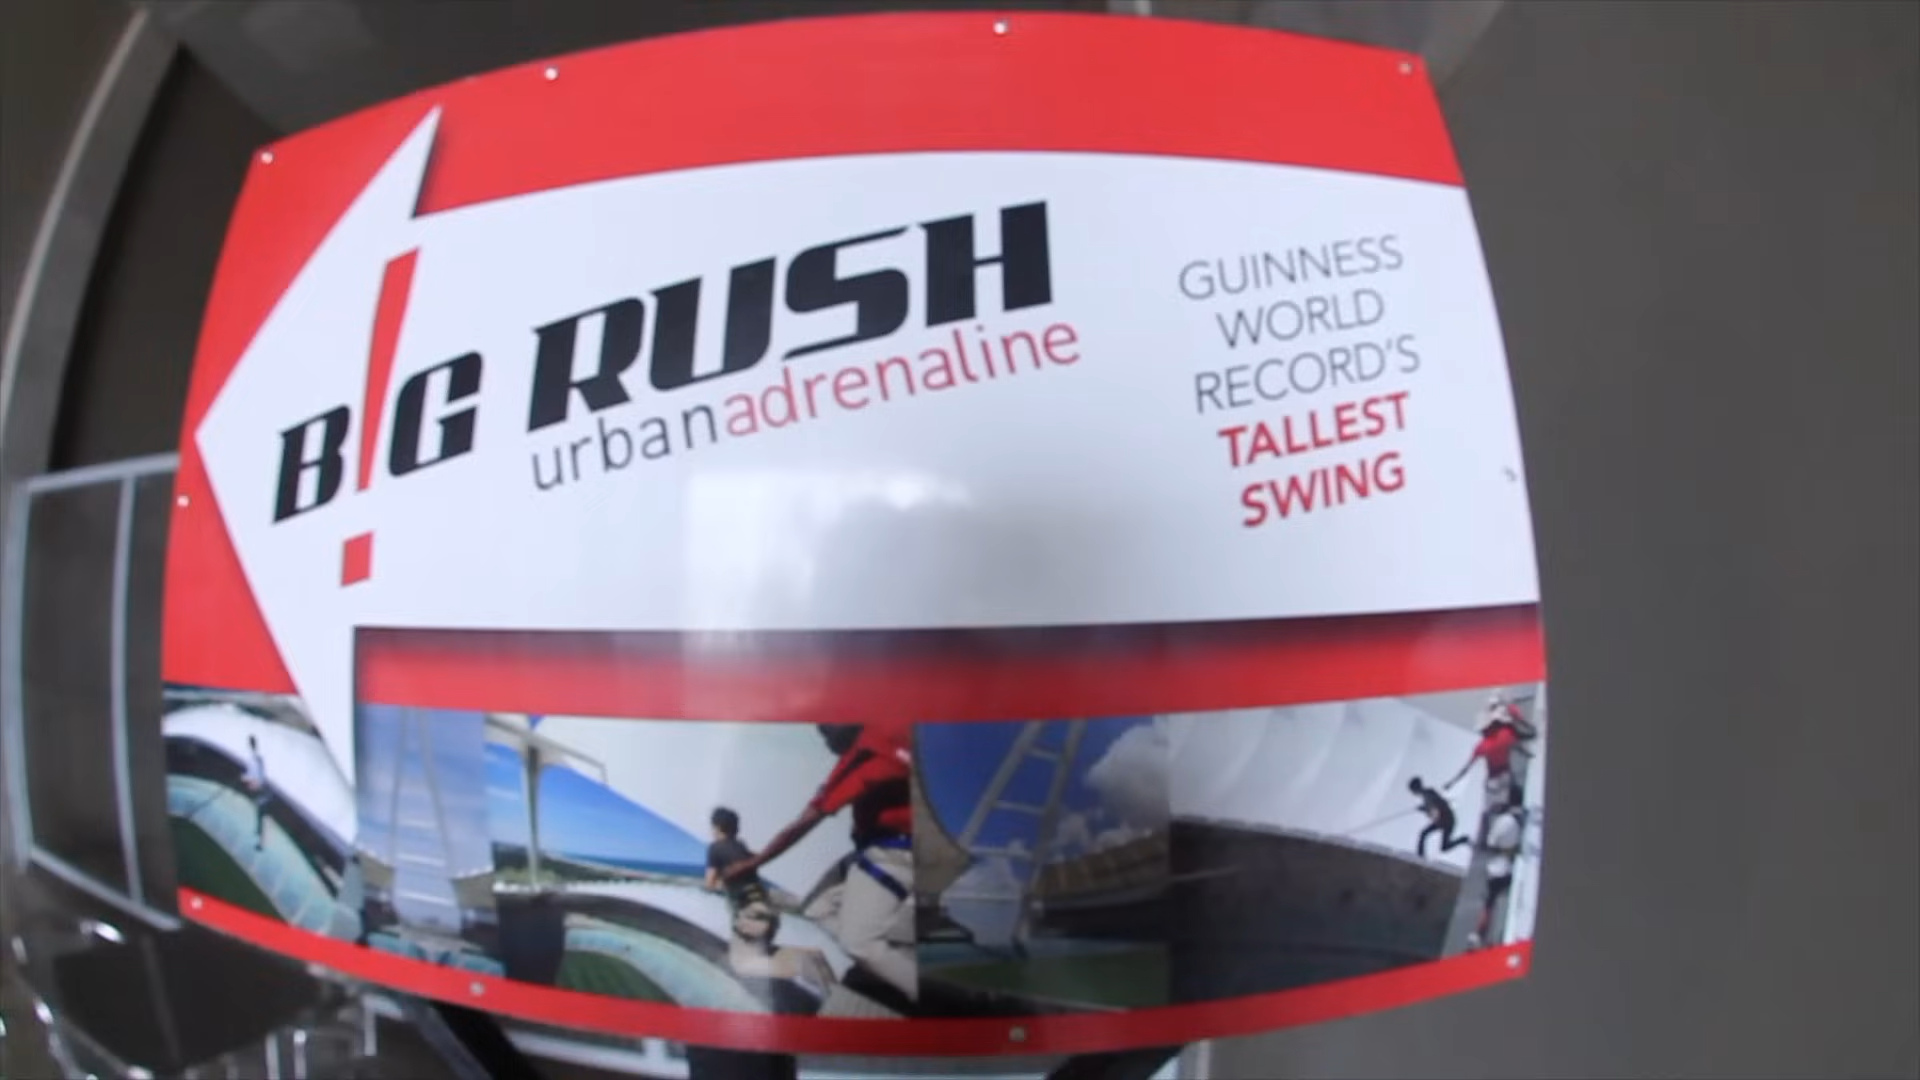 B!G RUSH
urbanadrenaline
GUINNESS
WORLD
RECORD'S
TALLEST
SWING